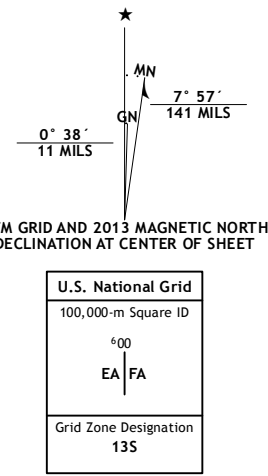 MN
GN
7° 57´
141 MILS
0° 38´
11 MILS
M GRID AND 2013 MAGNETIC NORTH
DECLINATION AT CENTER OF SHEET
U.S. National Grid
100,000-m Square ID
⁶00
EA FA
Grid Zone Designation
13S